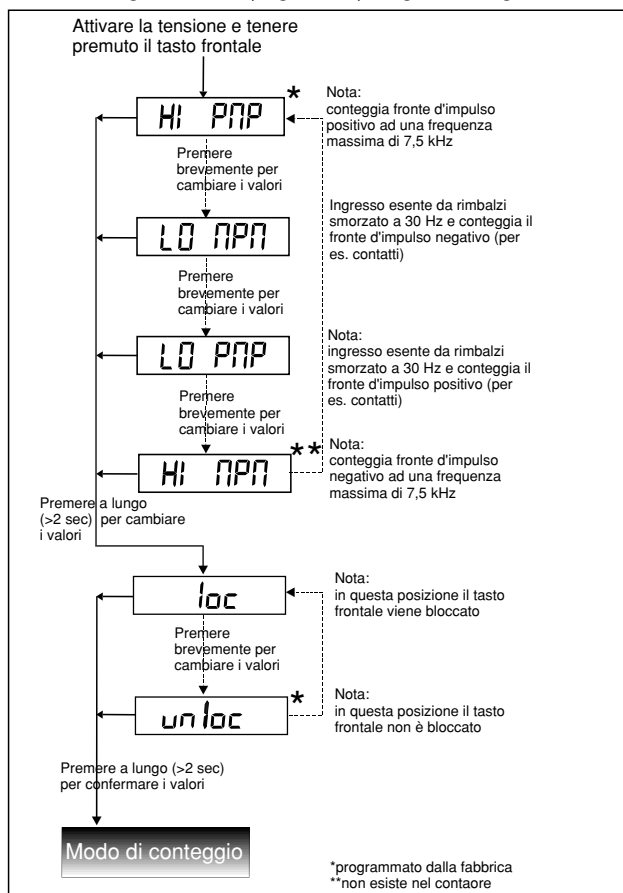 Attivare la tensione e tenere
premuto il tasto frontale
HI PNP *
Nota:
conteggia fronte d'impulso
positivo ad una frequenza
massima di 7,5 kHz
Premere
brevemente per
cambiare i valori
LO NPN
Ingresso esente da rimbalzi
smorzato a 30 Hz e conteggia il
fronte d'impulso negativo (per
es. contatti)
Premere
brevemente per
cambiare i valori
LO PNP
Nota:
ingresso esente da rimbalzi
smorzato a 30 Hz e conteggia il
fronte d'impulso positivo (per
es. contatti)
Premere
brevemente per
cambiare i valori
HI NPN **
Nota:
conteggia fronte d'impulso
negativo ad una frequenza
massima di 7,5 kHz
Premere a lungo
(>2 sec) per cambiare
i valori
loc
Nota:
in questa posizione il tasto
frontale viene bloccato
Premere
brevemente per
cambiare i valori
unloc *
Nota:
in questa posizione il tasto
frontale non è bloccato
Premere a lungo (>2 sec)
per confermare i valori
Modo di conteggio
*programmato dalla fabbrica
**non esiste nel contaore